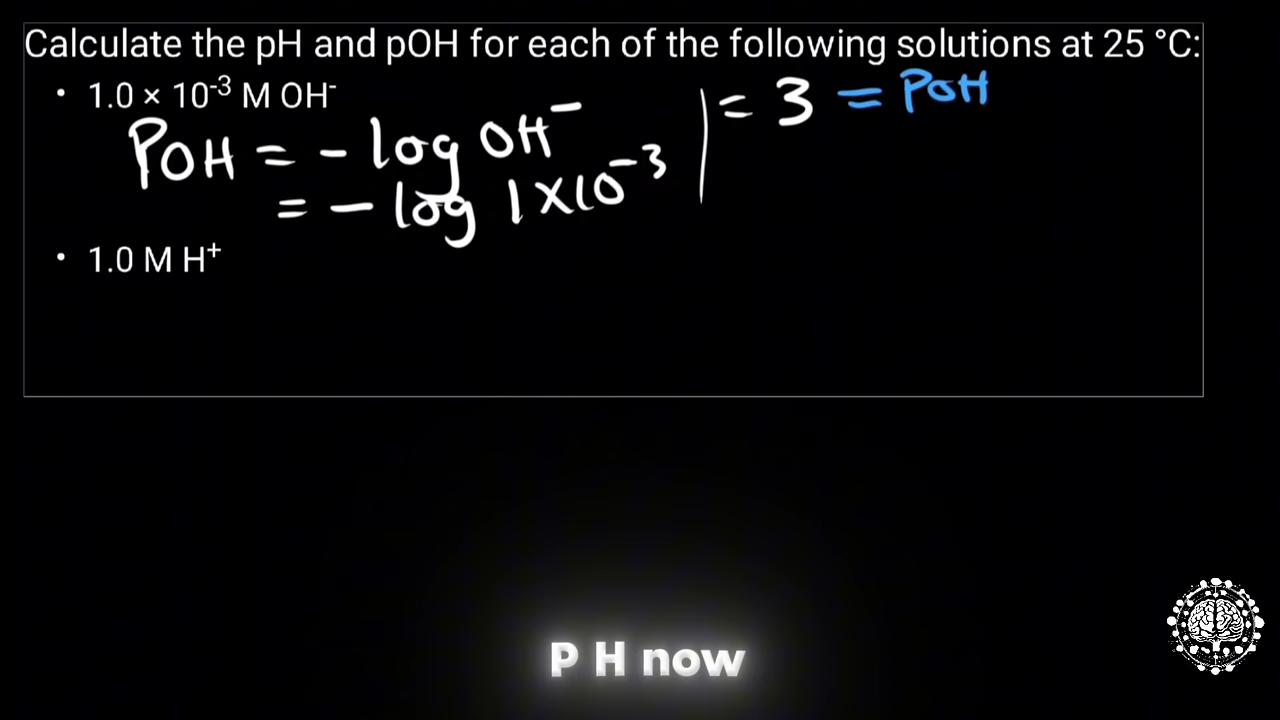 Calculate the pH and pOH for each of the following solutions at 25 °C:
• 1.0 × 10⁻³ M OH⁻
POH = - log OH⁻ | = 3 = POH
= - log 1X10⁻³
• 1.0 M H⁺
P H now